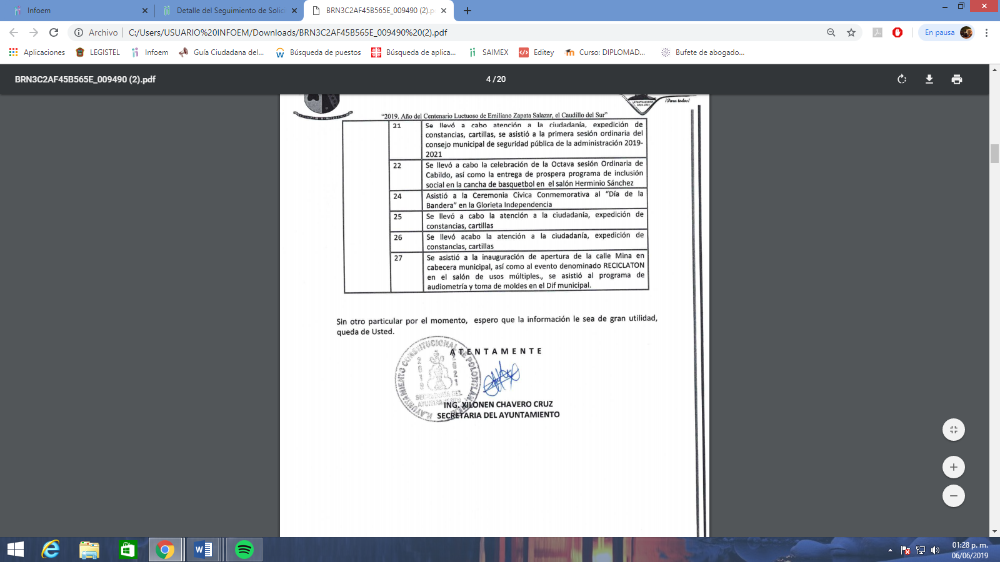 Infoem
Detalle del Seguimiento de Solic
BRN3C2AF45B565E_009490 (2).p
Archivo
C:/Users/USUARIO%20INFOEM/Downloads/BRN3C2AF45B565E_009490%20(2).pdf
En pausa
Aplicaciones
LEGISTEL
Infoem
Guía Ciudadana del...
Búsqueda de puestos
Búsqueda de aplica...
SAIMEX
Editey
Curso: DIPLOMAD...
Bufete de abogado...
BRN3C2AF45B565E_009490 (2).pdf
4 / 20
AYUNTAMIENTO
2019-2021
¡Para todos!
“2019. Año del Centenario Luctuoso de Emiliano Zapata Salazar, el Caudillo del Sur”
21
Se llevó a cabo atención a la ciudadanía, expedición de
constancias, cartillas, se asistió a la primera sesión ordinaria del
consejo municipal de seguridad pública de la administración 2019-
2021
22
Se llevó a cabo la celebración de la Octava sesión Ordinaria de
Cabildo, así como la entrega de prospera programa de inclusión
social en la cancha de basquetbol en el salón Herminio Sánchez
24
Asistió a la Ceremonia Cívica Conmemorativa al “Día de la
Bandera” en la Glorieta Independencia
25
Se llevó a cabo la atención a la ciudadanía, expedición de
constancias, cartillas
26
Se llevó acabo la atención a la ciudadanía, expedición de
constancias, cartillas
27
Se asistió a la inauguración de apertura de la calle Mina en
cabecera municipal, así como al evento denominado RECICLATON
en el salón de usos múltiples., se asistió al programa de
audiometría y toma de moldes en el Dif municipal.
Sin otro particular por el momento, espero que la información le sea de gran utilidad,
queda de Usted.
A T E N T A M E N T E
H. AYUNTAMIENTO CONSTITUCIONAL DE POLOTITLAN
2019
2021
SECRETARÍA DEL
AYUNTAMIENTO
ING. XILONEN CHAVERO CRUZ
SECRETARIA DEL AYUNTAMIENTO
01:28 p. m.
06/06/2019